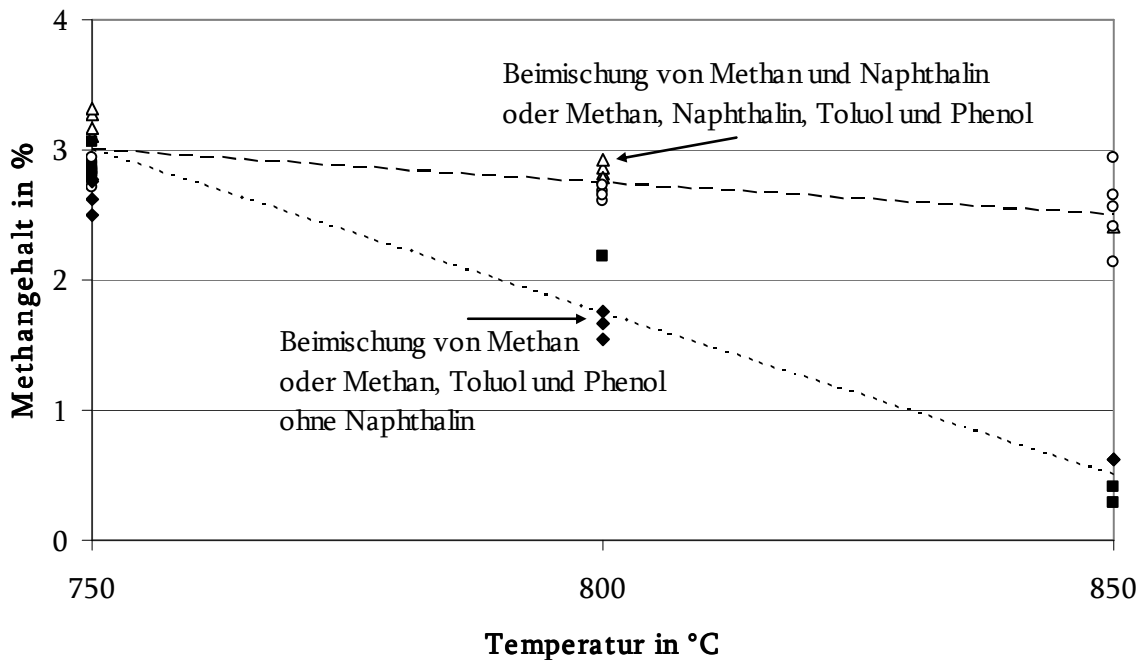 4
Beimischung von Methan und Naphthalin
oder Methan, Naphthalin, Toluol und Phenol
3
Methangehalt in %
2
Beimischung von Methan
oder Methan, Toluol und Phenol
ohne Naphthalin
1
0
750
800
850
Temperatur in °C